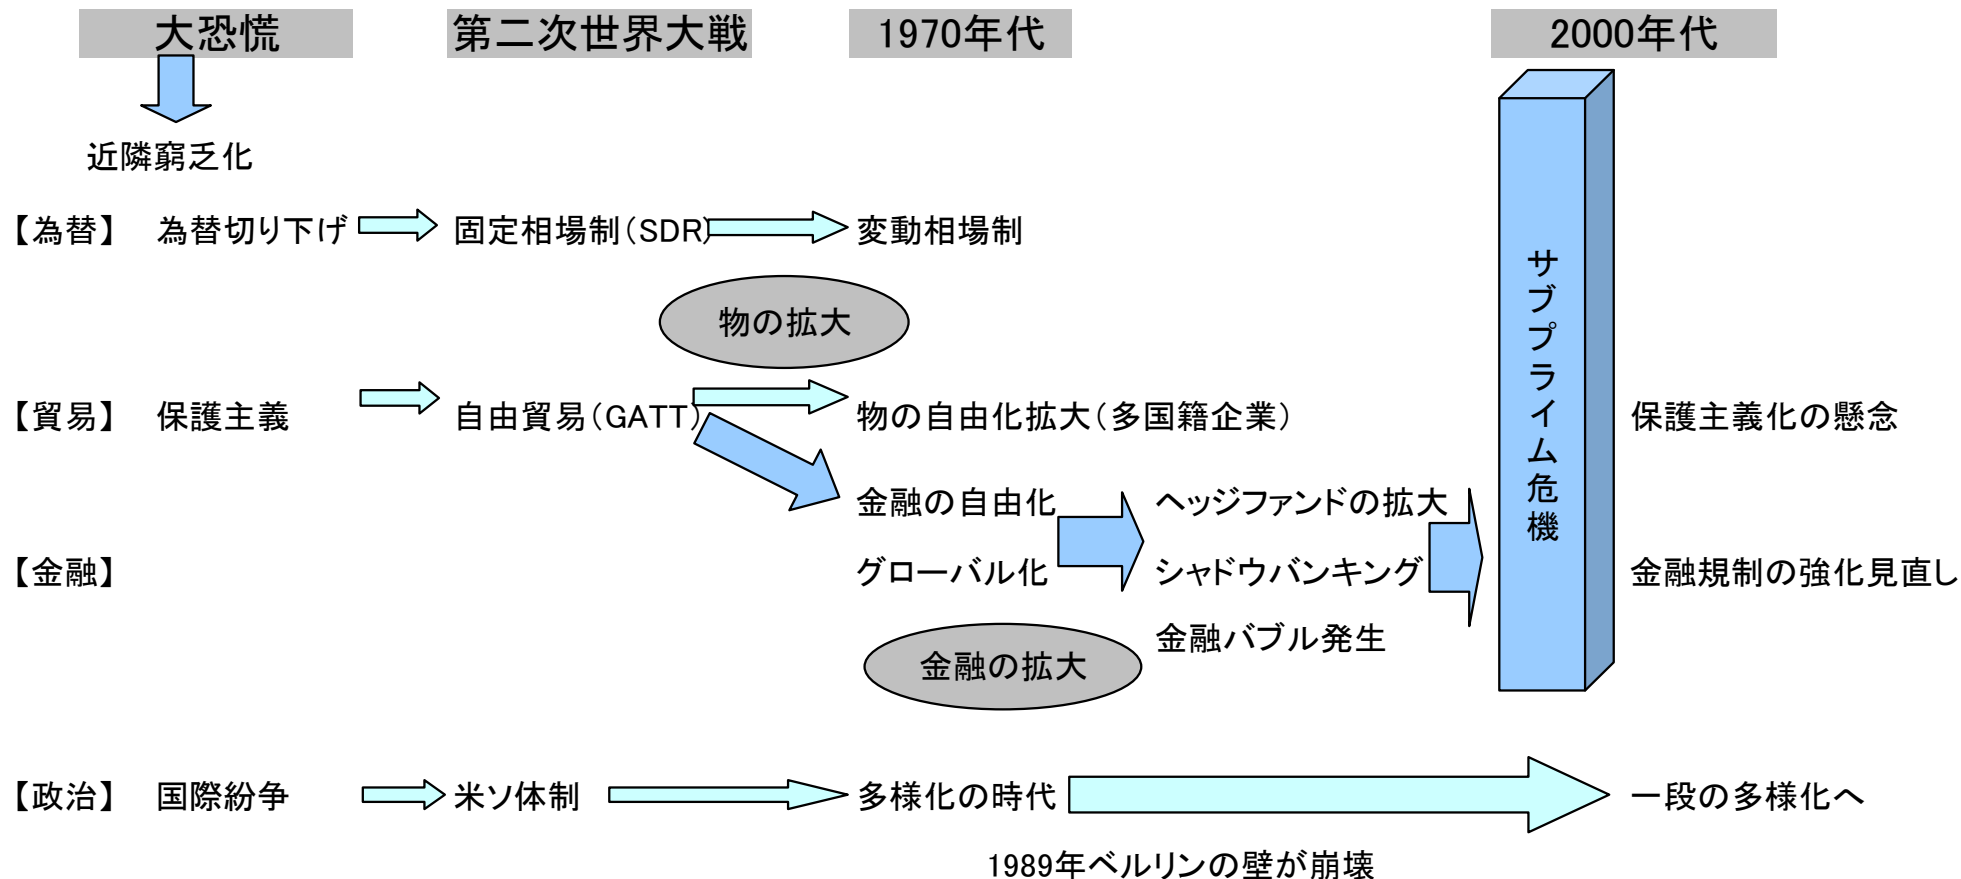 大恐慌 第二次世界大戦 1970年代 2000年代
近隣窮乏化
【為替】 為替切り下げ 固定相場制(SDR) 変動相場制
物の拡大
【貿易】 保護主義 自由貿易(GATT) 物の自由化拡大(多国籍企業) 保護主義化の懸念
金融の自由化 ヘッジファンドの拡大
【金融】 グローバル化 シャドウバンキング 金融規制の強化見直し
金融バブル発生
金融の拡大
サブプライム危機
【政治】 国際紛争 米ソ体制 多様化の時代 一段の多様化へ
1989年ベルリンの壁が崩壊